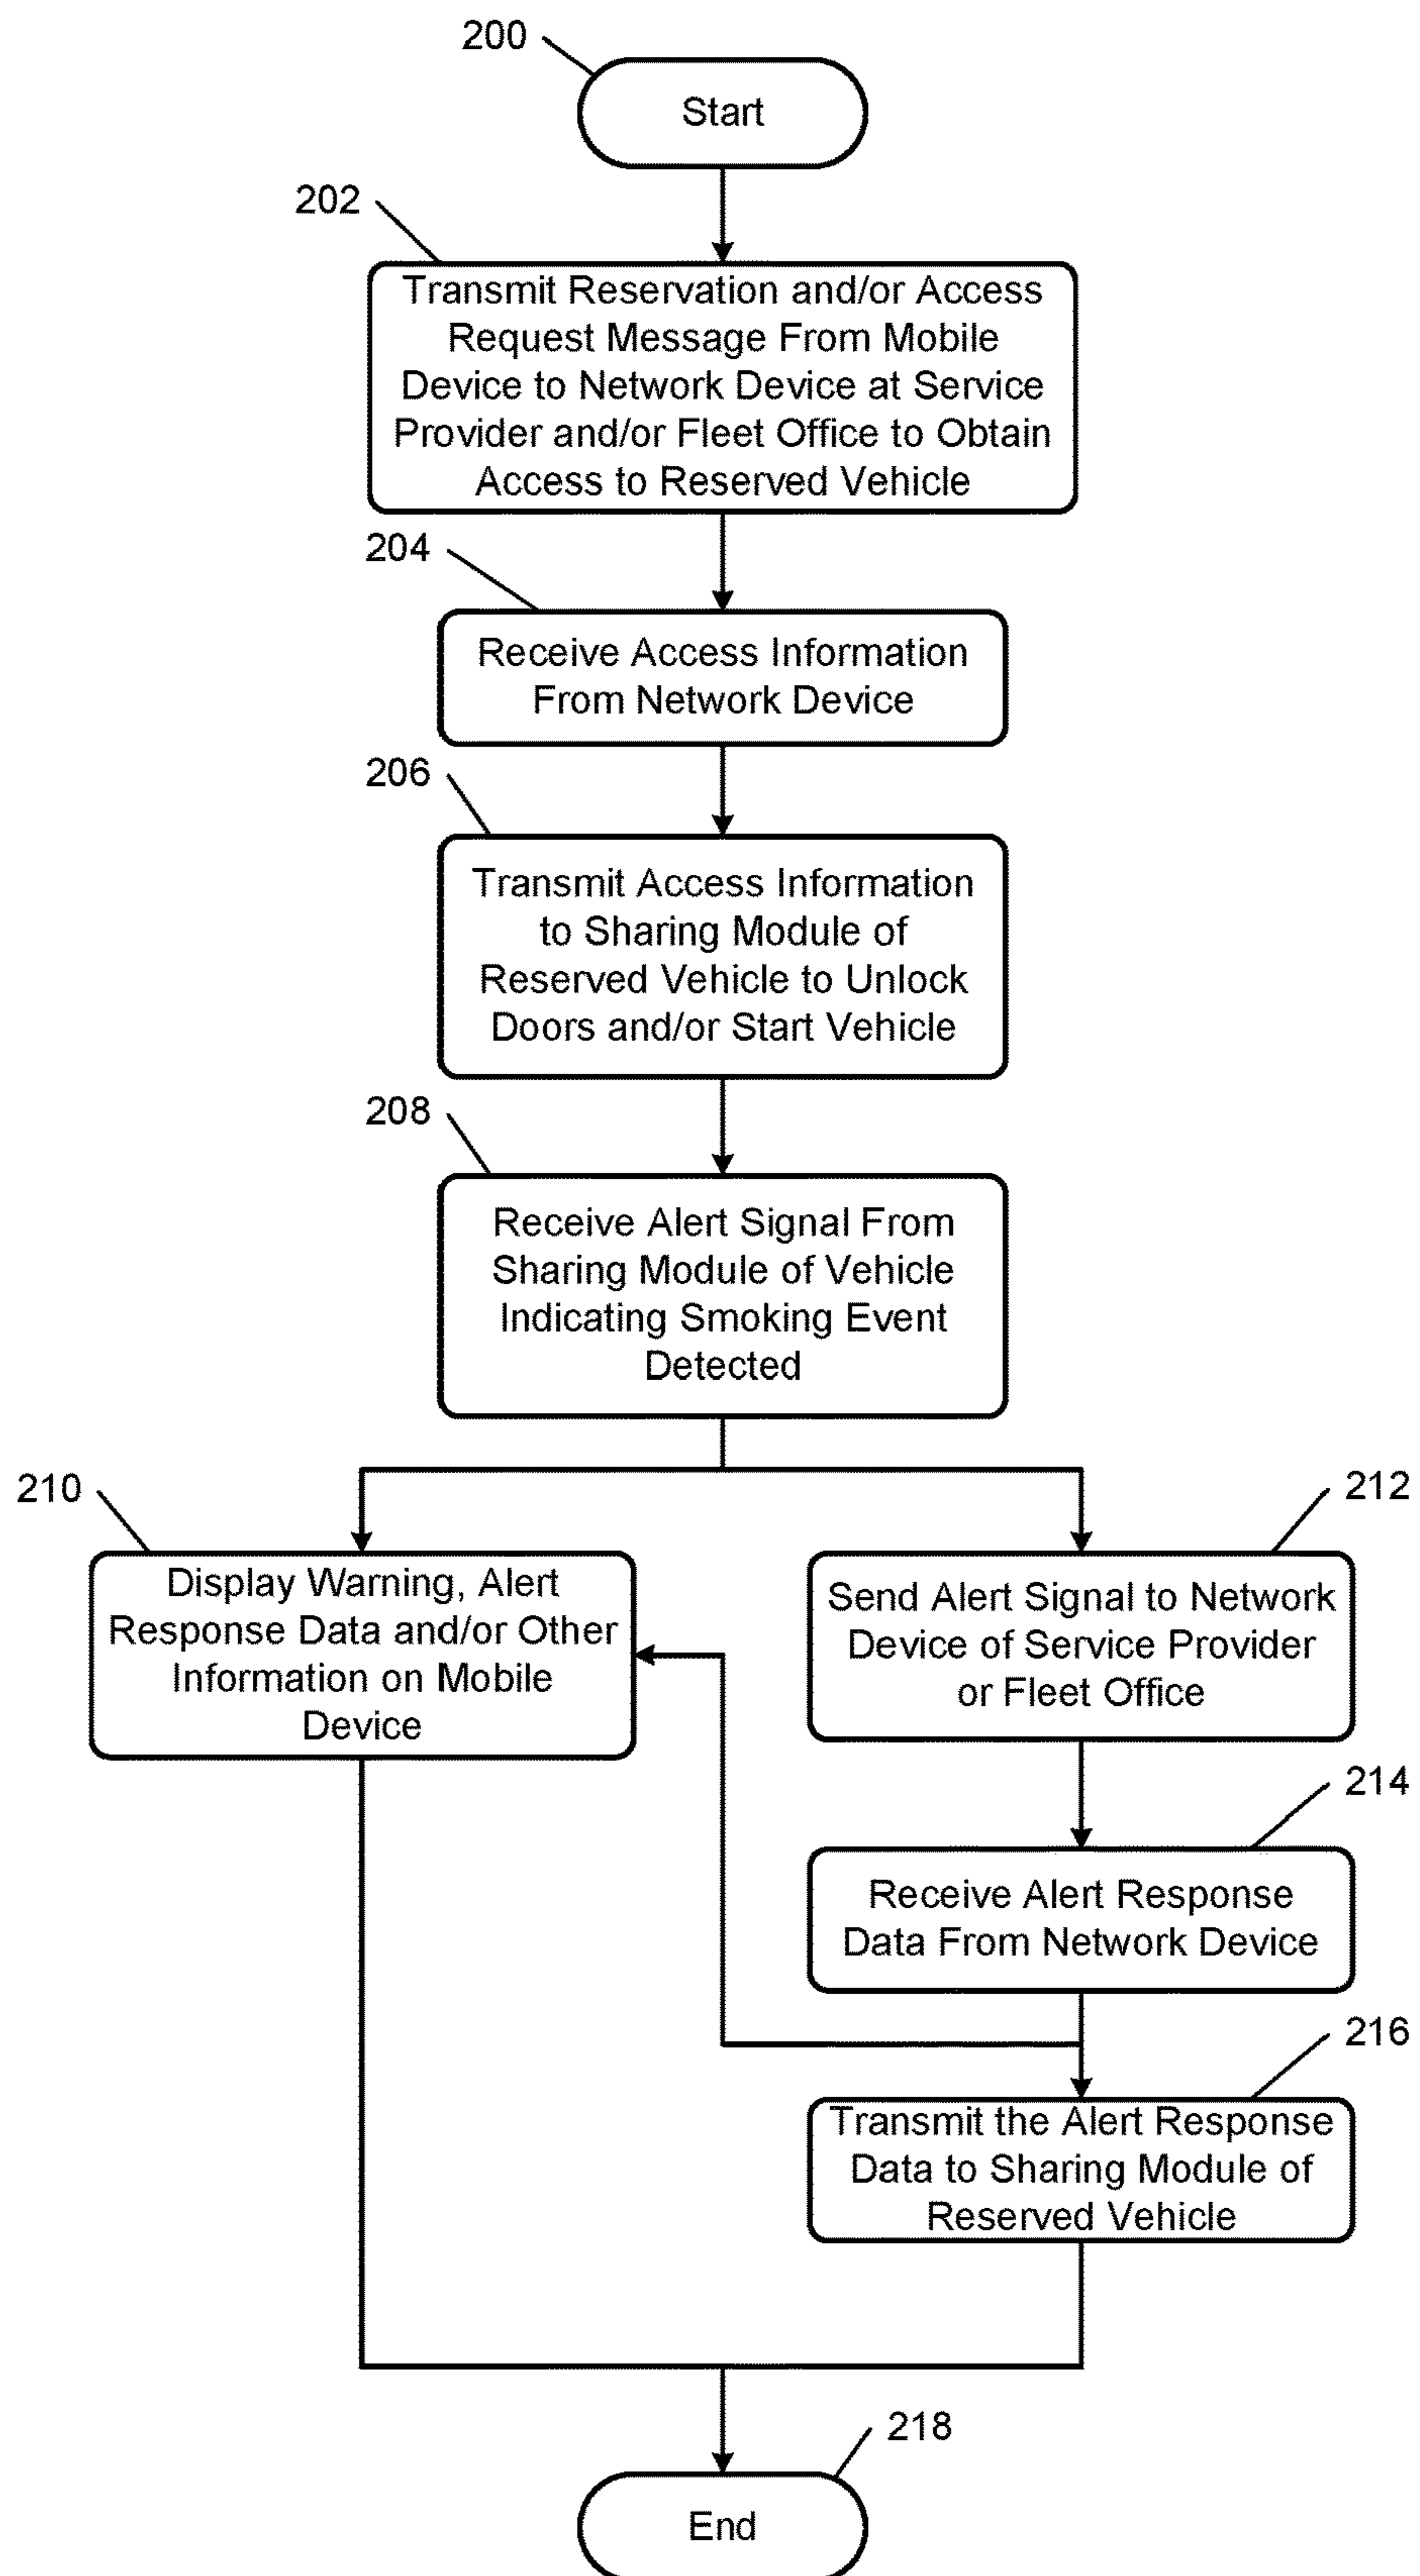 200
Start
202
Transmit Reservation and/or Access
Request Message From Mobile
Device to Network Device at Service
Provider and/or Fleet Office to Obtain
Access to Reserved Vehicle
204
Receive Access Information
From Network Device
206
Transmit Access Information
to Sharing Module of
Reserved Vehicle to Unlock
Doors and/or Start Vehicle
208
Receive Alert Signal From
Sharing Module of Vehicle
Indicating Smoking Event
Detected
210
Display Warning, Alert
Response Data and/or Other
Information on Mobile
Device
212
Send Alert Signal to Network
Device of Service Provider
or Fleet Office
214
Receive Alert Response
Data From Network Device
216
Transmit the Alert Response
Data to Sharing Module of
Reserved Vehicle
218
End